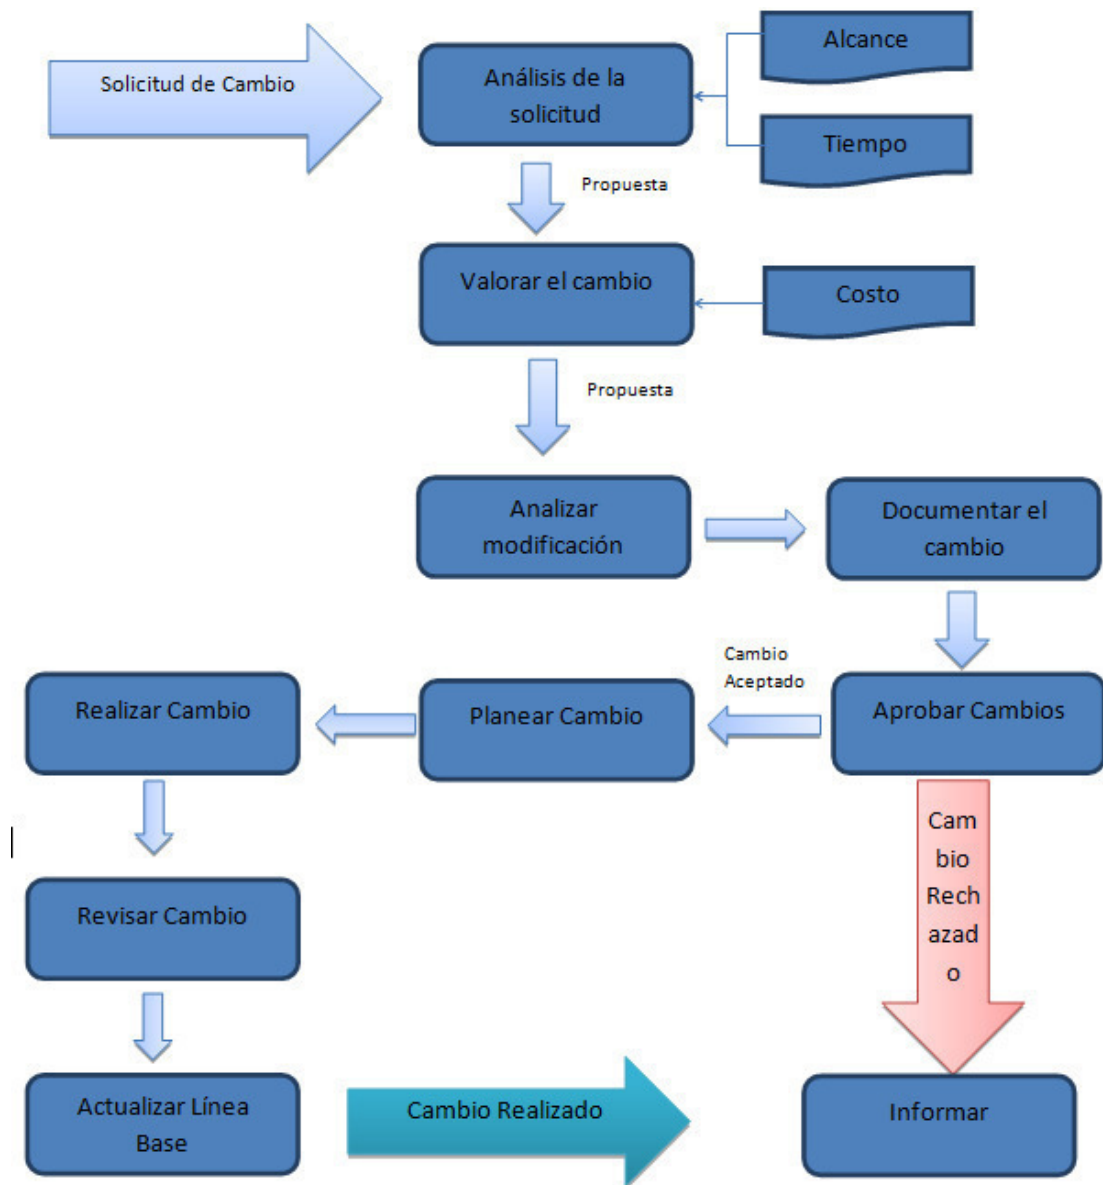 Solicitud de Cambio
Análisis de la
solicitud
Alcance
Tiempo
Propuesta
Valorar el cambio
Costo
Propuesta
Analizar
modificación
Documentar el
cambio
Cambio
Aceptado
Realizar Cambio
Planear Cambio
Aprobar Cambios
Cam
bio
Rech
azad
o
Revisar Cambio
Actualizar Línea
Base
Cambio Realizado
Informar